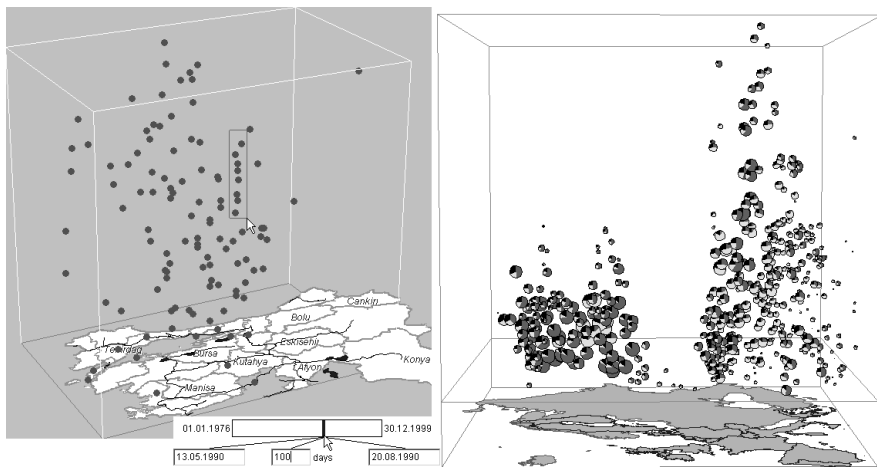 Cankiri
Bolu
Tekirdag
Bursa
Eskisehir
Kutahya
Afyon
Konya
Manisa
01.01.1976
30.12.1999
13.05.1990
100
days
20.08.1990